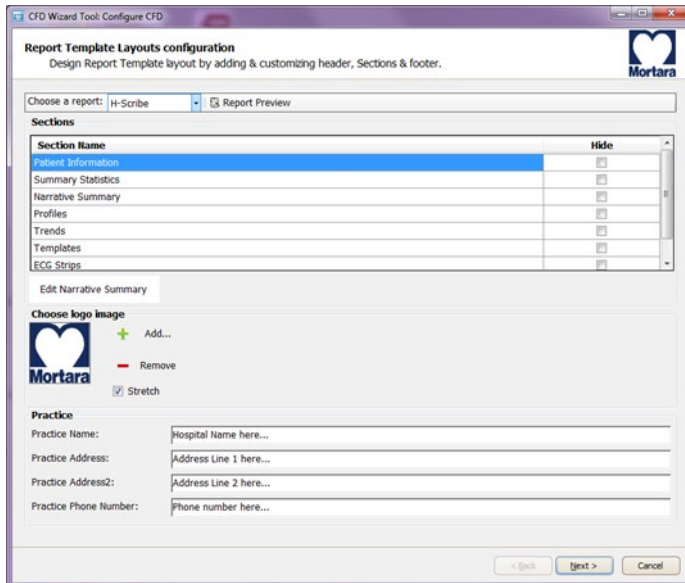 CFD Wizard Tool: Configure CFD
Report Template Layouts configuration
Design Report Template layout by adding & customizing header, Sections & footer.
Mortara
Choose a report: H-Scribe Report Preview
Sections
Section Name Hide
Patient Information
Summary Statistics
Narrative Summary
Profiles
Trends
Templates
ECG Strips
Edit Narrative Summary
Choose logo image
Mortara
Add...
Remove
Stretch
Practice
Practice Name: Hospital Name here...
Practice Address: Address Line 1 here...
Practice Address2: Address Line 2 here...
Practice Phone Number: Phone number here...
< Back Next > Cancel